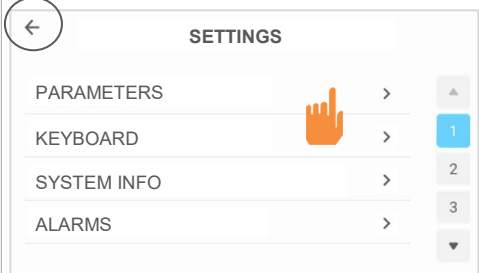 SETTINGS
PARAMETERS
KEYBOARD
SYSTEM INFO
ALARMS
1
2
3